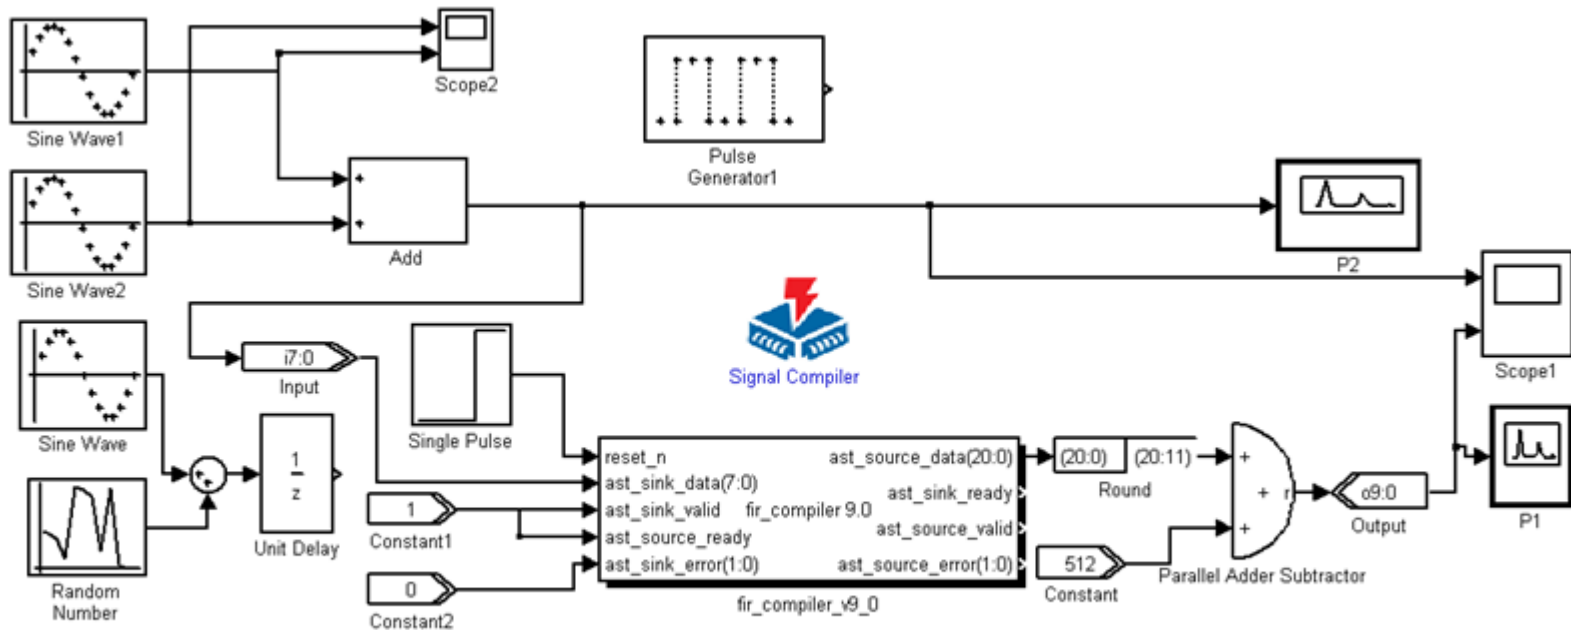 Scope2
Sine Wave1
Pulse
Generator1
+
+
Add
Sine Wave2
P2
i7:0
Input
Signal Compiler
Scope1
Sine Wave
Single Pulse
+
+
1
z
Unit Delay
Random
Number
1
Constant1
0
Constant2
reset_n
ast_sink_data(7:0)
ast_sink_valid
ast_source_ready
ast_sink_error(1:0)
fir_compiler 9.0
ast_source_data(20:0)
ast_sink_ready
ast_source_valid
ast_source_error(1:0)
fir_compiler_v9_0
(20:0) (20:11)
Round
512
Constant
+
+ r
+
Parallel Adder Subtractor
o9:0
Output
P1